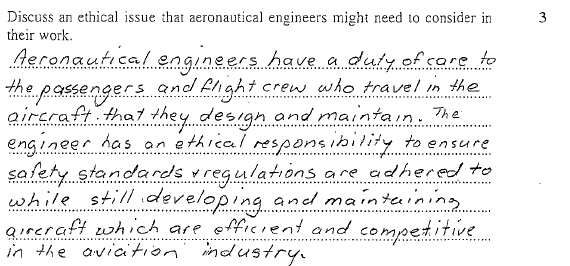 Discuss an ethical issue that aeronautical engineers might need to consider in 3
their work.
Aeronautical engineers have a duty of care to
the passengers and flight crew who travel in the
aircraft that they design and maintain. The
engineer has an ethical responsibility to ensure
safety standards & regulations are adhered to
while still developing and maintaining
aircraft which are efficient and competitive
in the aviation industry.